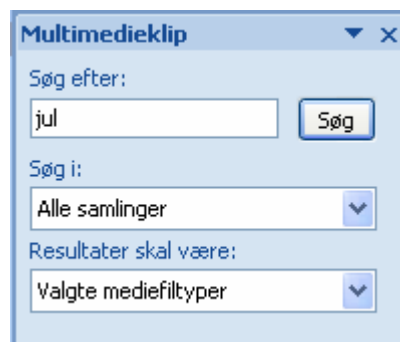 Multimedieklip
Søg efter:
jul Søg
Søg i:
Alle samlinger
Resultater skal være:
Valgte mediefiltyper